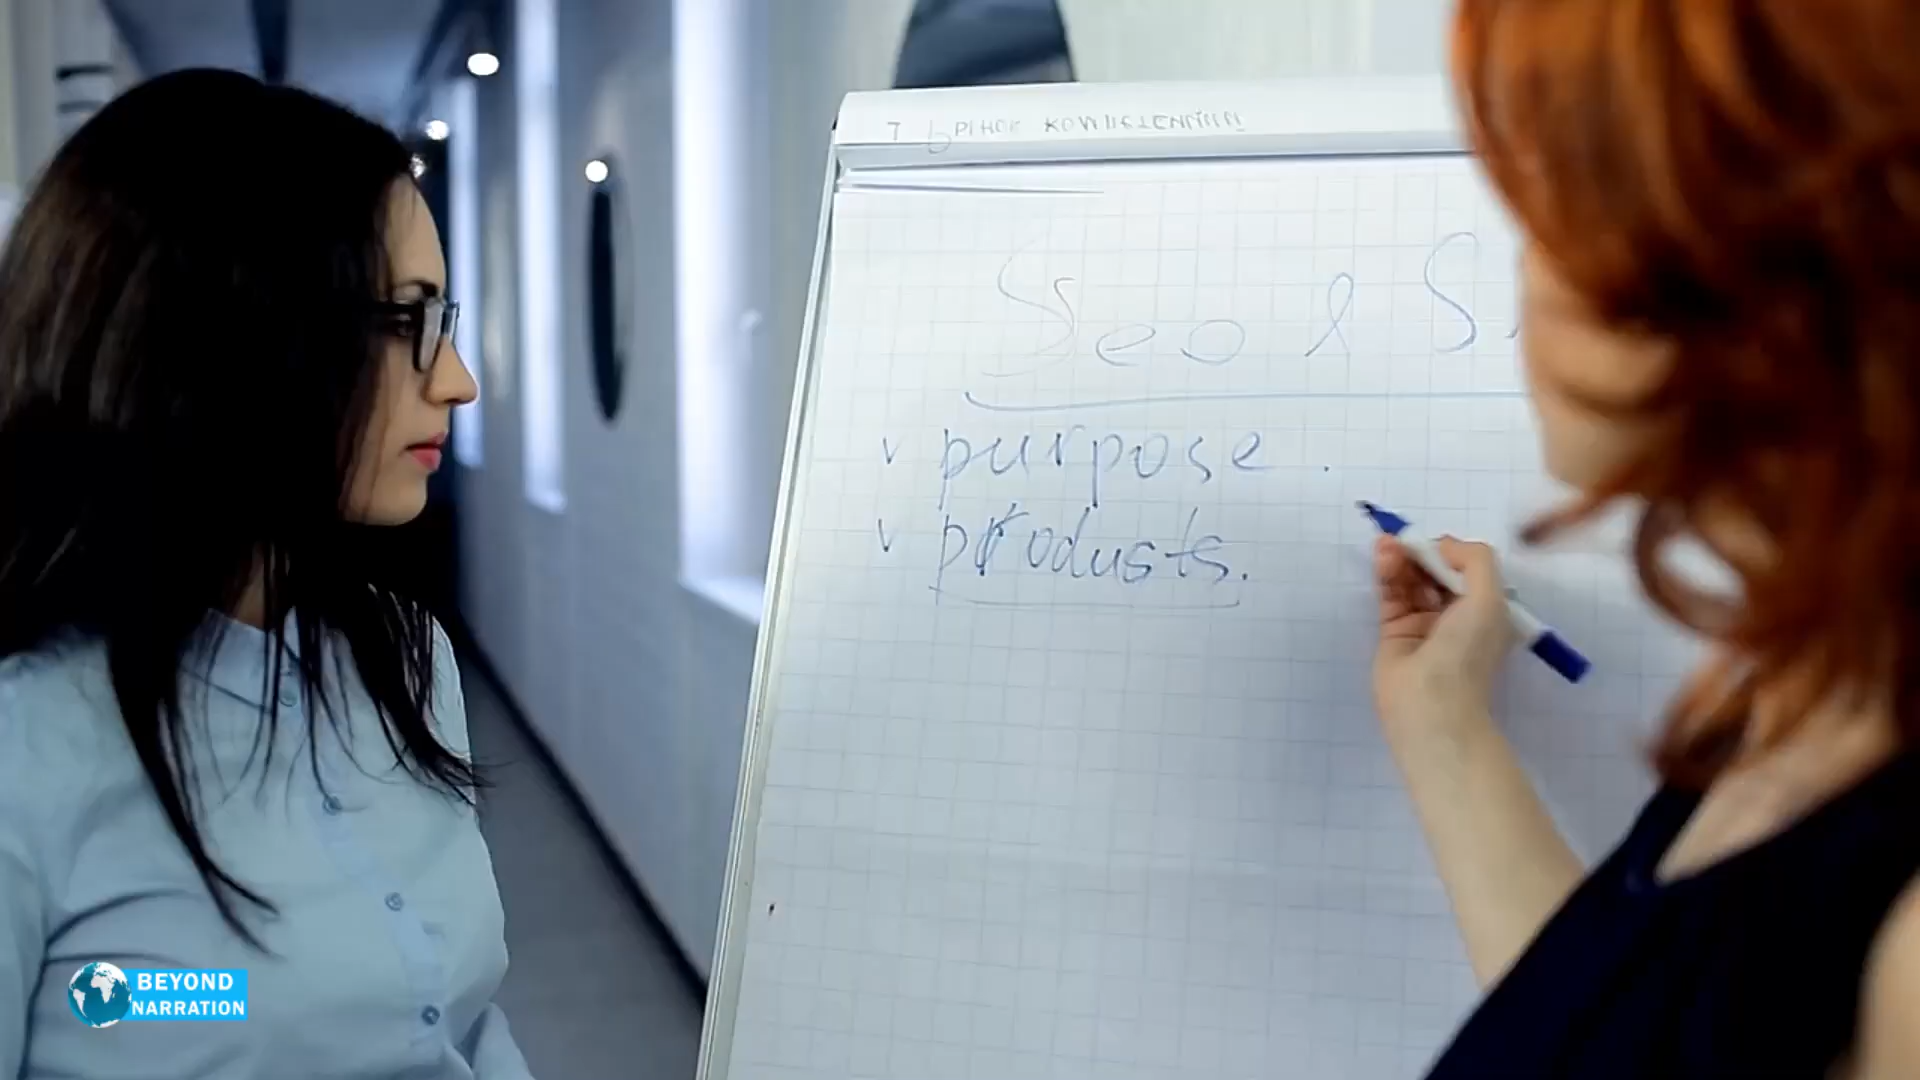 Seo & S
v purpose.
v produsts.
BEYOND
NARRATION